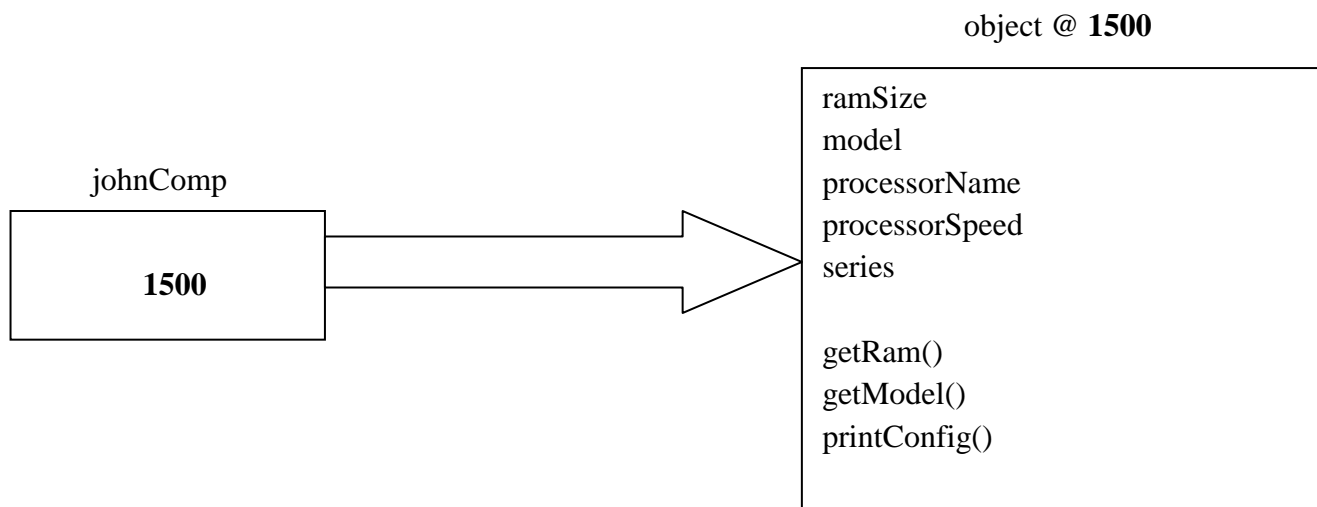 object @ 1500
johnComp
1500
ramSize
model
processorName
processorSpeed
series
getRam()
getModel()
printConfig()